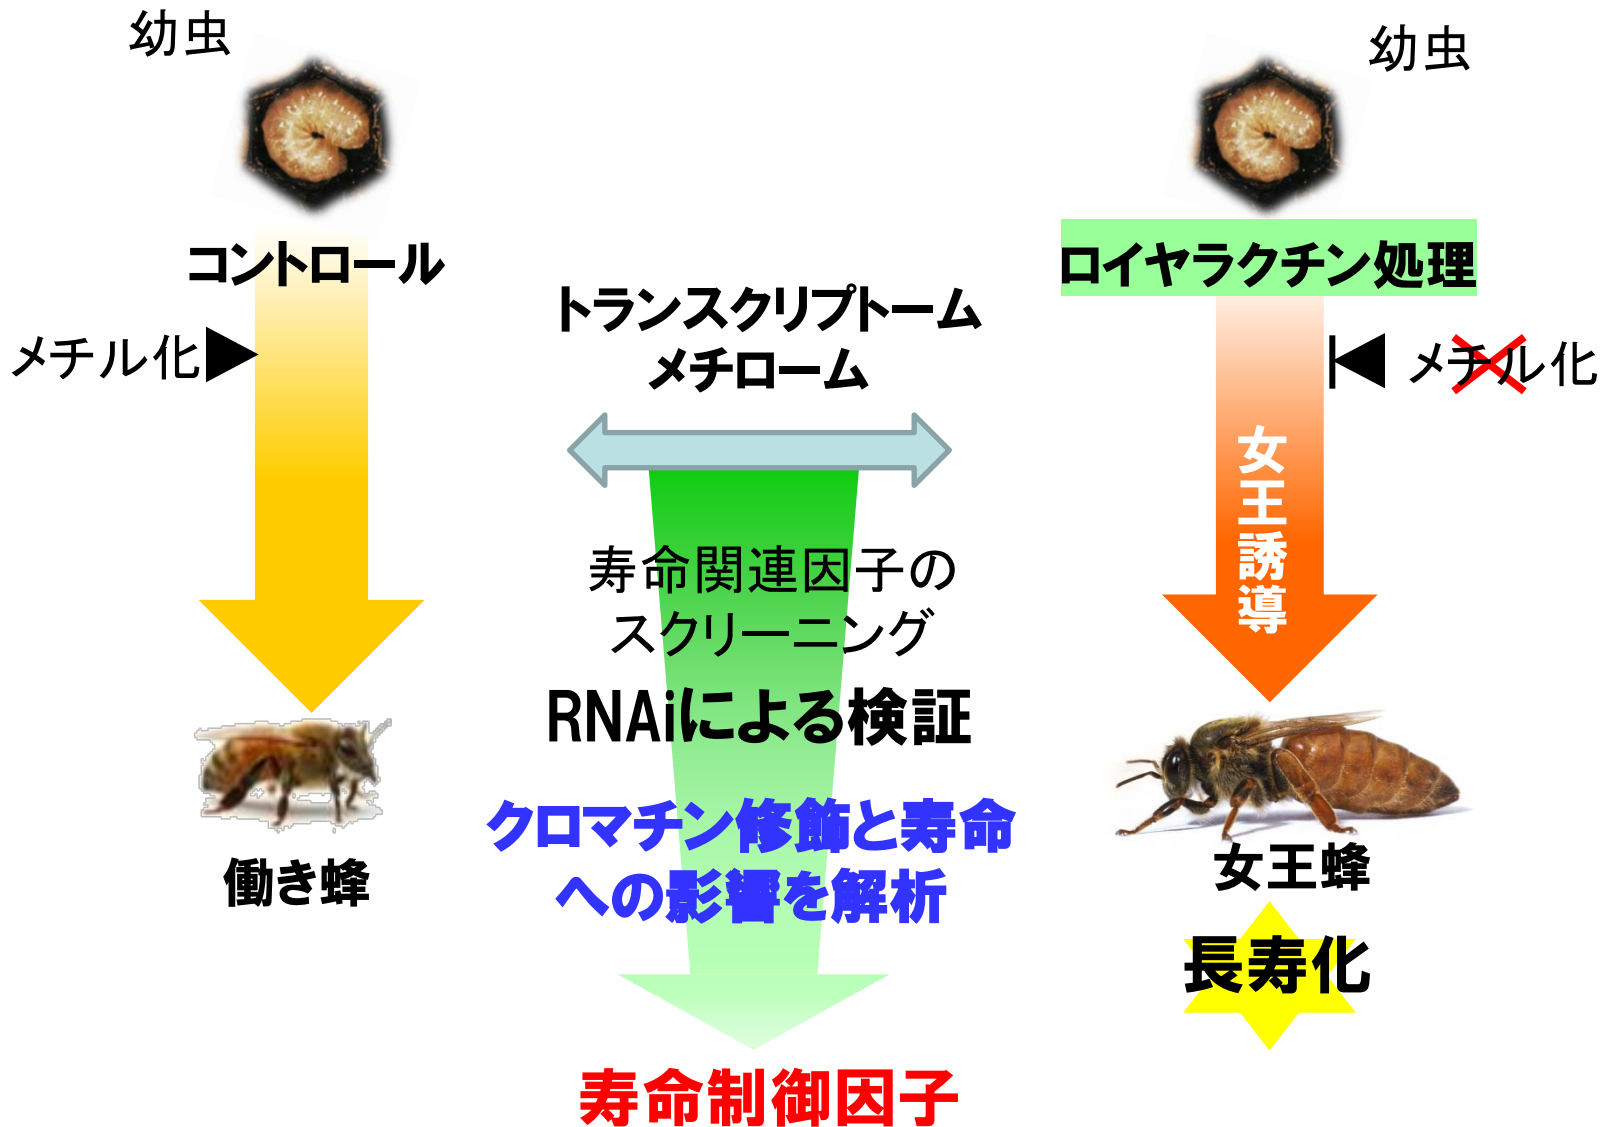 幼虫
幼虫
コントロール
ロイヤラクチン処理
メチル化
メチル化
トランスクリプトーム
メチローム
女王誘導
寿命関連因子の
スクリーニング
RNAiによる検証
クロマチン修飾と寿命
への影響を解析
働き蜂
女王蜂
長寿化
寿命制御因子